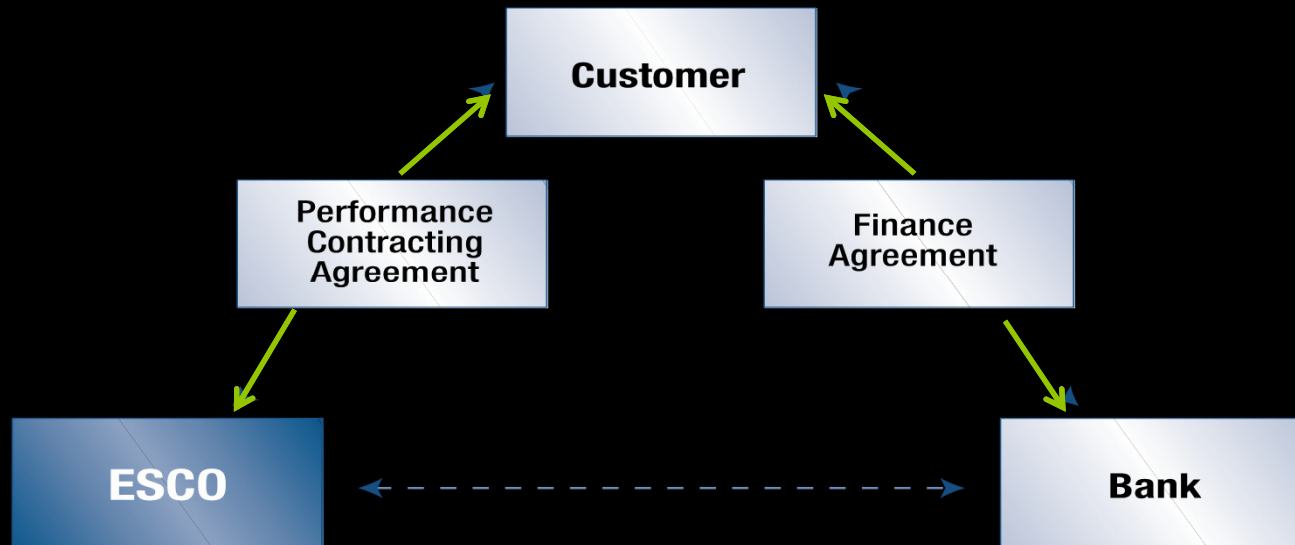 Customer
Performance
Contracting
Agreement
Finance
Agreement
ESCO
Bank